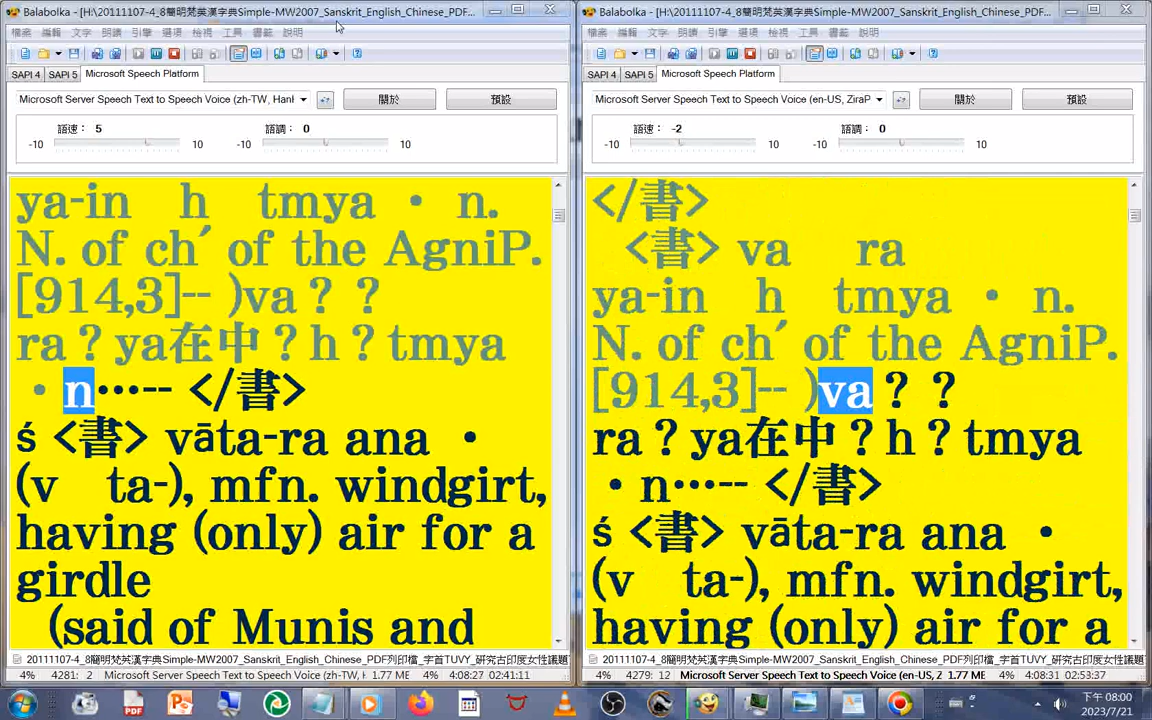 Balabolka - [H:\20111107-4_8簡明梵英漢字典Simple-MW2007_Sanskrit_English_Chinese_PDF...
檔案 編輯 文字 朗讀 引擎 選項 檢視 工具 書籤 說明
SAPI 4 SAPI 5 Microsoft Speech Platform
Microsoft Server Speech Text to Speech Voice (zh-TW, Hanl 關於 預設
語速： 5 語調： 0
-10 10 -10 10
ya-in h tmya • n.
N. of ch´ of the AgniP.
[914,3]-- )va？？
ra？ya在中？h？tmya
• n…-- </書>
ś <書> vāta-ra ana •
(v ta-), mfn. windgirt,
having (only) air for a
girdle
(said of Munis and
20111107-4_8簡明梵英漢字典Simple-MW2007_Sanskrit_English_Chinese_PDF列印檔_字首TUVY_研究古印度女性議題
4% 4281: 2 Microsoft Server Speech Text to Speech Voice (zh-TW, H 1.77 ME 4% 4:08:27 02:41:11
Balabolka - [H:\20111107-4_8簡明梵英漢字典Simple-MW2007_Sanskrit_English_Chinese_PDF...
檔案 編輯 文字 朗讀 引擎 選項 檢視 工具 書籤 說明
SAPI 4 SAPI 5 Microsoft Speech Platform
Microsoft Server Speech Text to Speech Voice (en-US, ZiraP 關於 預設
語速： -2 語調： 0
-10 10 -10 10
</書>
<書> va ra
ya-in h tmya • n.
N. of ch´ of the AgniP.
[914,3]-- )va？？
ra？ya在中？h？tmya
• n…-- </書>
ś <書> vāta-ra ana •
(v ta-), mfn. windgirt,
having (only) air for a
20111107-4_8簡明梵英漢字典Simple-MW2007_Sanskrit_English_Chinese_PDF列印檔_字首TUVY_研究古印度女性議題
4% 4279: 12 Microsoft Server Speech Text to Speech Voice (en-US, Z 1.77 ME 4% 4:08:31 02:53:37
下午 08:00
2023/7/21